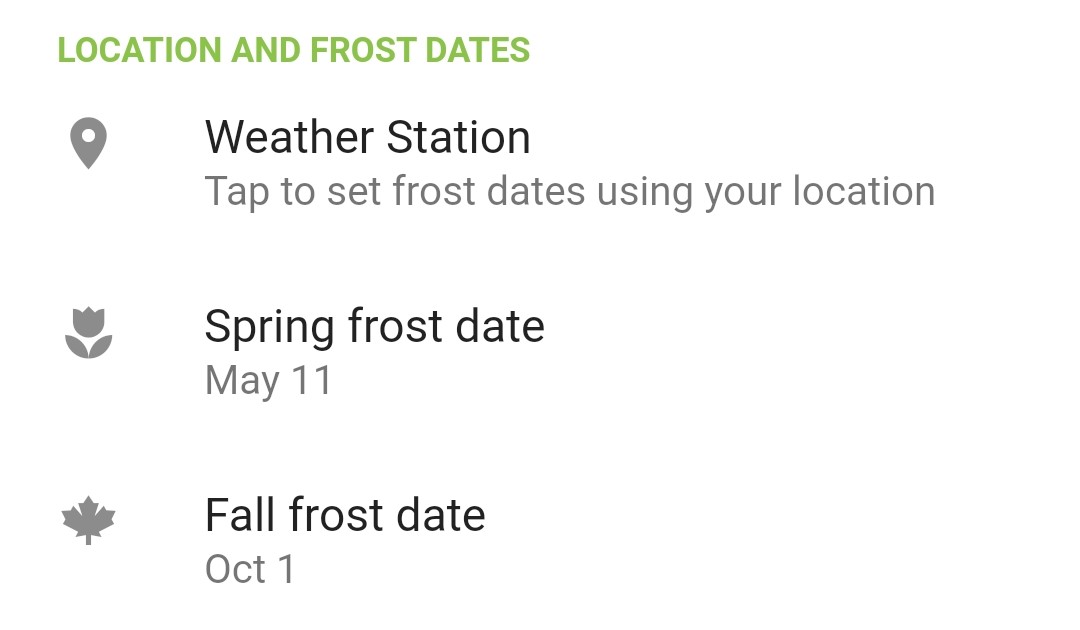 LOCATION AND FROST DATES
Weather Station
Tap to set frost dates using your location
Spring frost date
May 11
Fall frost date
Oct 1